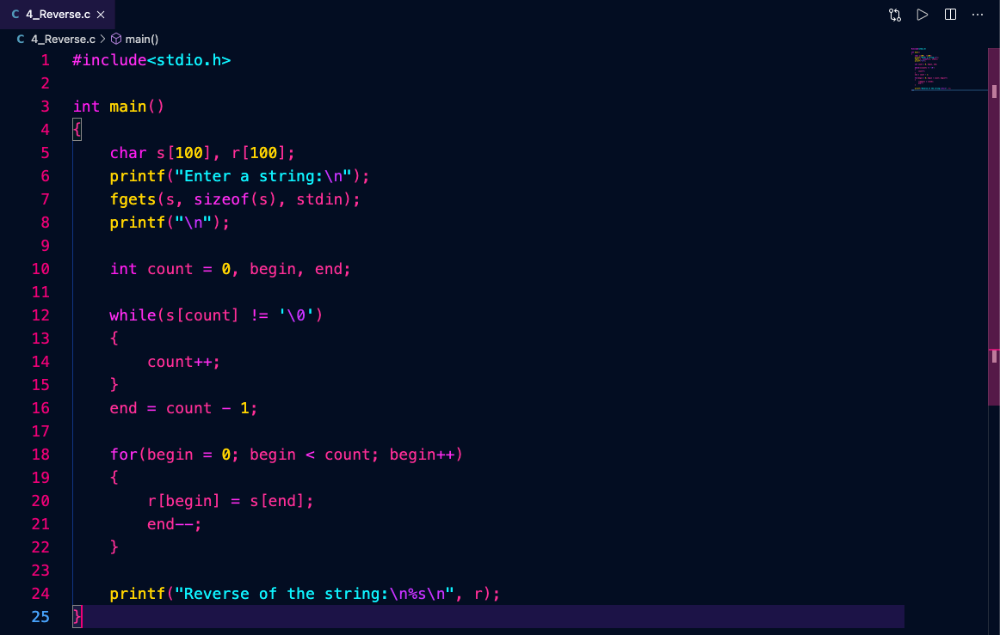 C 4_Reverse.c ×
C 4_Reverse.c > main()
1 #include<stdio.h>
2
3 int main()
4 {
5     char s[100], r[100];
6     printf("Enter a string:\n");
7     fgets(s, sizeof(s), stdin);
8     printf("\n");
9
10     int count = 0, begin, end;
11
12     while(s[count] != '\0')
13     {
14         count++;
15     }
16     end = count - 1;
17
18     for(begin = 0; begin < count; begin++)
19     {
20         r[begin] = s[end];
21         end--;
22     }
23
24     printf("Reverse of the string:\n%s\n", r);
25 }